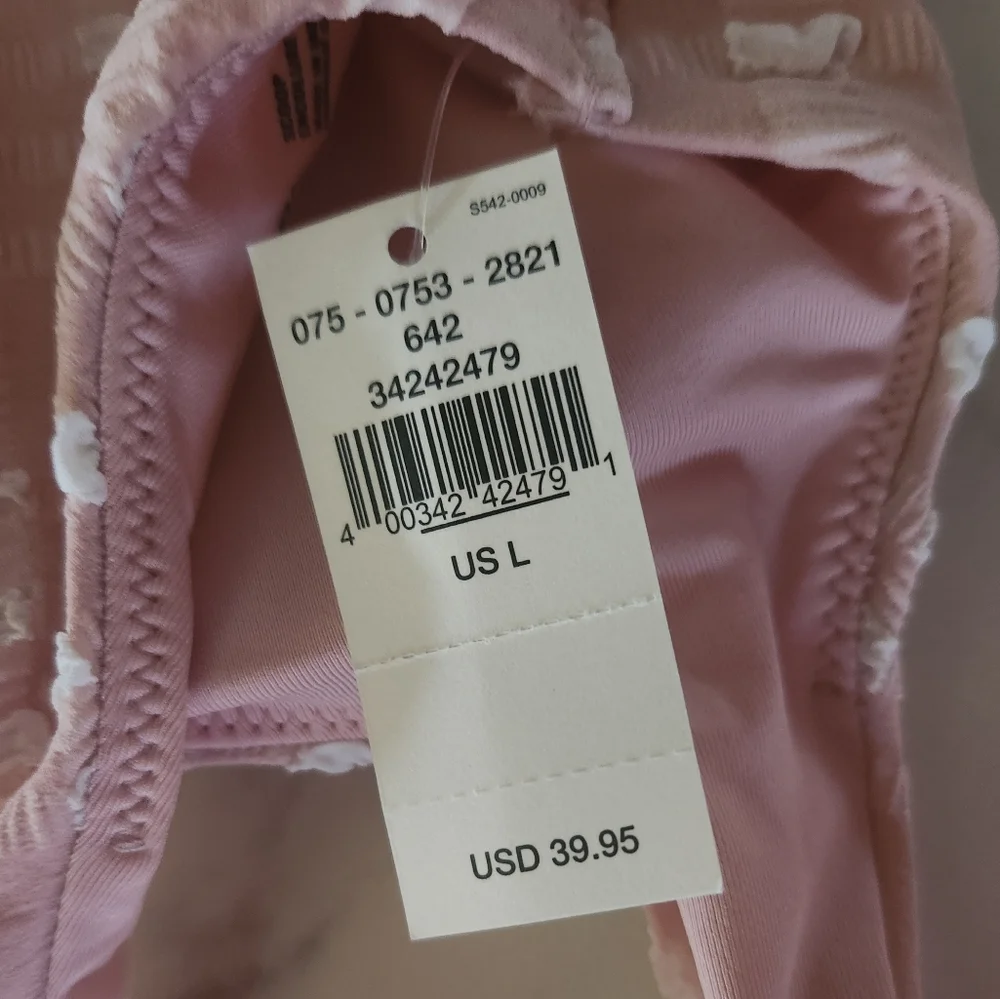 S542-0009
075 - 0753 - 2821
642
34242479
4 00342 42479 1
US L
USD 39.95